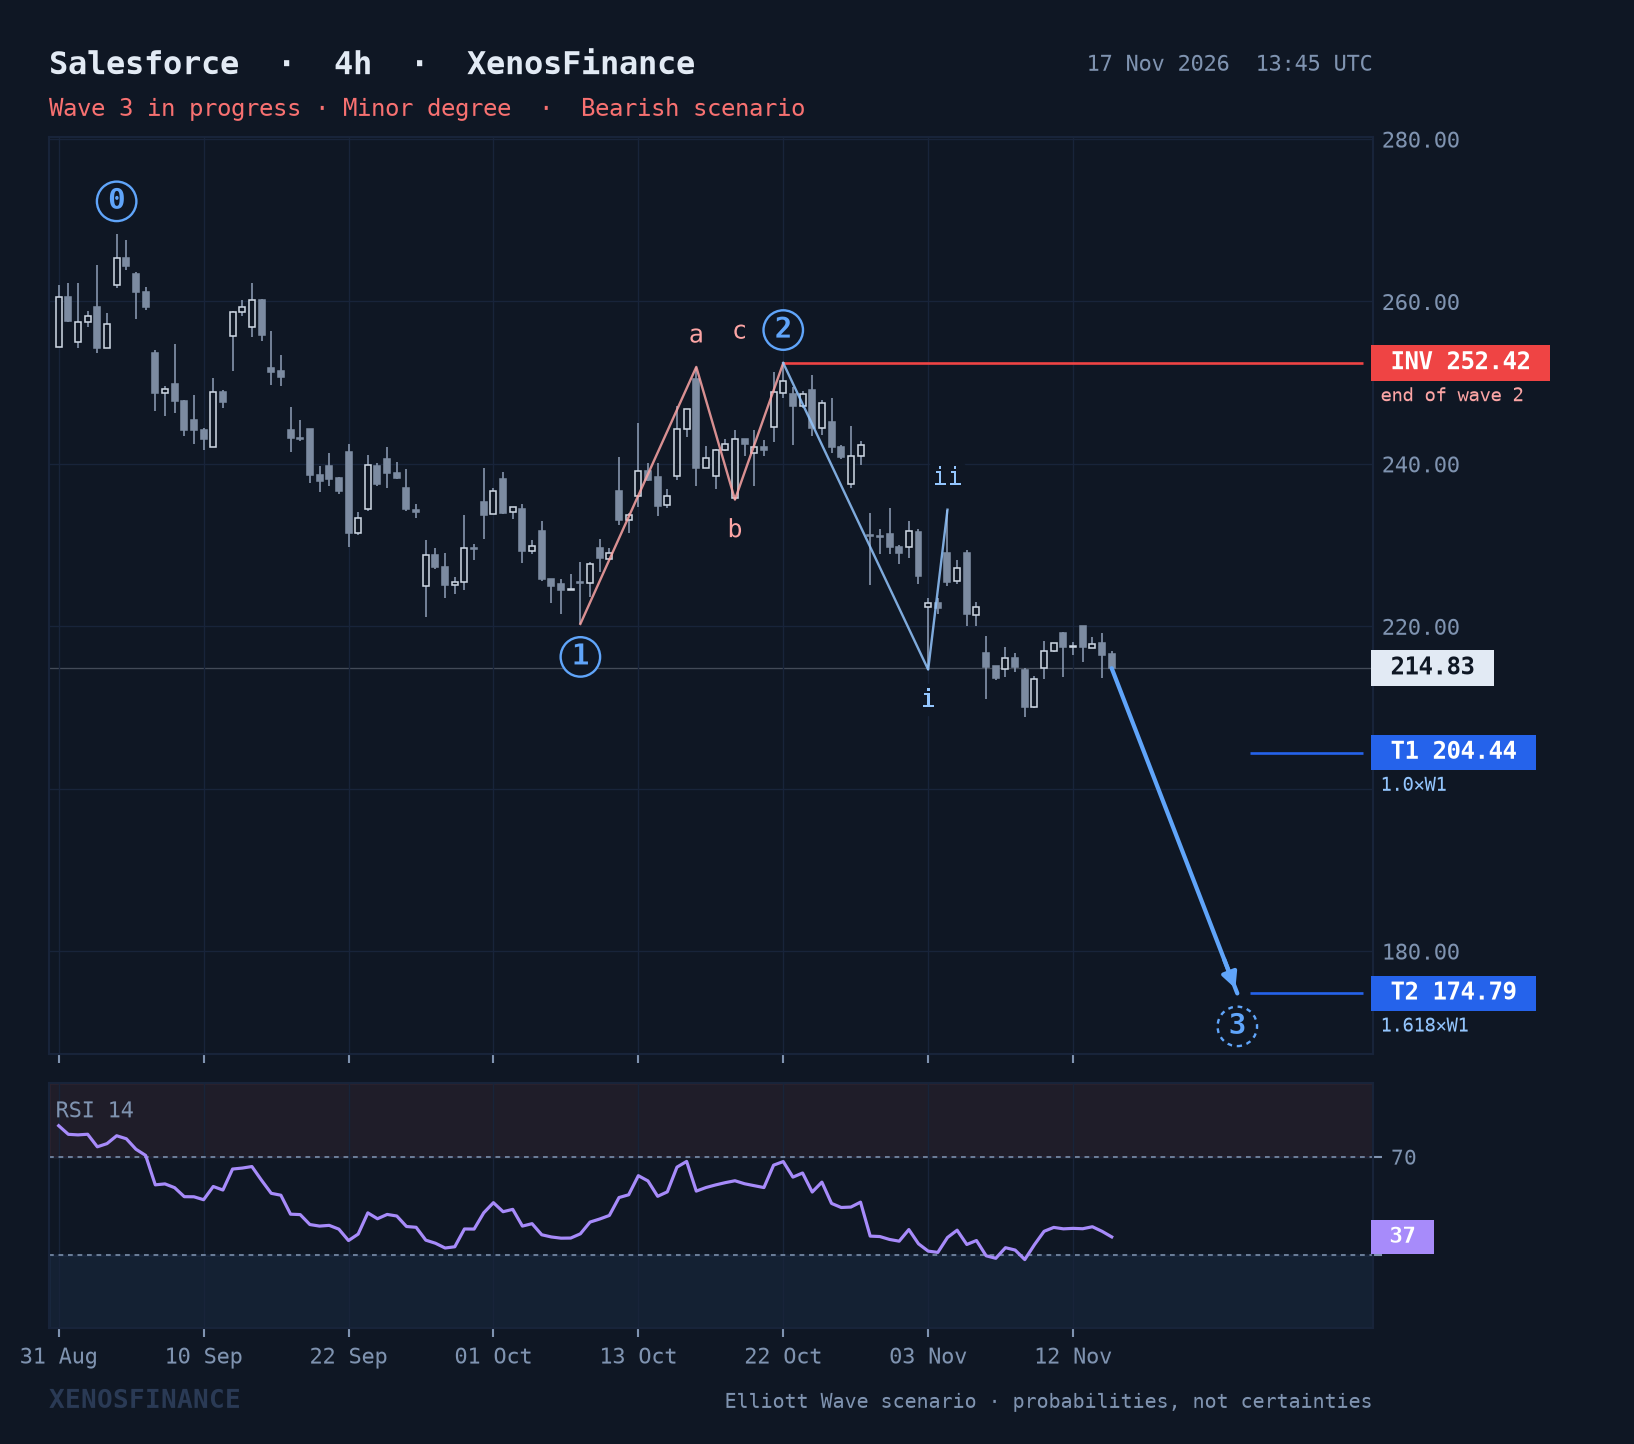 Salesforce · 4h · XenosFinance
17 Nov 2026 13:45 UTC
Wave 3 in progress · Minor degree · Bearish scenario
280.00
0
260.00
a
c
2
INV 252.42
end of wave 2
240.00
ii
b
220.00
1
214.83
i
T1 204.44
1.0×W1
180.00
T2 174.79
3
1.618×W1
RSI 14
70
37
31 Aug
10 Sep
22 Sep
01 Oct
13 Oct
22 Oct
03 Nov
12 Nov
XENOSFINANCE
Elliott Wave scenario · probabilities, not certainties